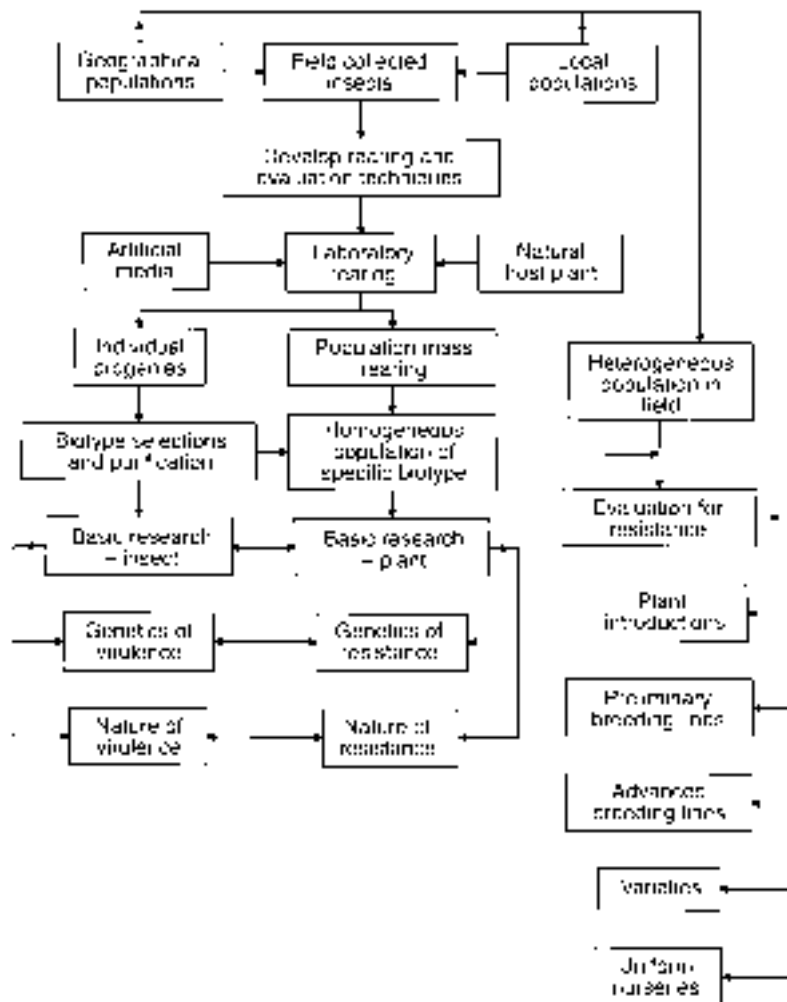 Geographical
populations
Field collected
insects
Local
populations
Develop rearing and
evaluation techniques
Artificial
media
Laboratory
rearing
Natural
host plant
Individual
progenies
Population mass
rearing
Heterogeneous
population in
field
Biotype selections
and purification
Homogeneous
population of
specific biotype
Evaluation for
resistance
Basic research
– insect
Basic research
– plant
Plant
introductions
Genetics of
virulence
Genetics of
resistance
Preliminary
breeding lines
Nature of
virulence
Nature of
resistance
Advanced
breeding lines
Varieties
Uniform
nurseries